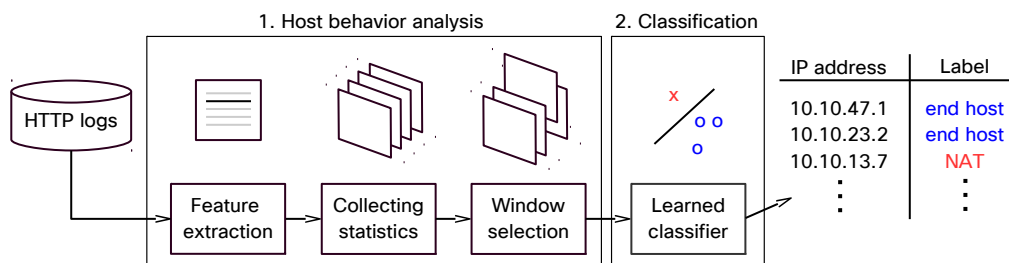 1. Host behavior analysis
2. Classification
HTTP logs
Feature
extraction
Collecting
statistics
Window
selection
x
o o
o
Learned
classifier
IP address Label
10.10.47.1 end host
10.10.23.2 end host
10.10.13.7 NAT